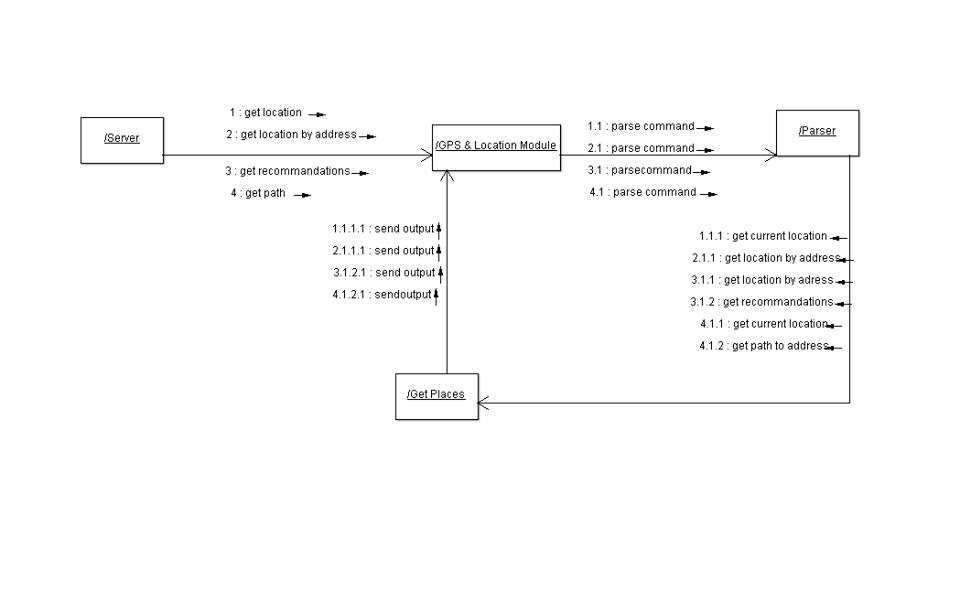 /Server
1 : get location
2 : get location by address
3 : get recommandations
4 : get path
/GPS & Location Module
1.1 : parse command
2.1 : parse command
3.1 : parsecommand
4.1 : parse command
/Parser
1.1.1 : get current location
2.1.1 : get location by address
3.1.1 : get location by adress
3.1.2 : get recommandations
4.1.1 : get current location
4.1.2 : get path to address
1.1.1.1 : send output
2.1.1.1 : send output
3.1.2.1 : send output
4.1.2.1 : sendoutput
/Get Places